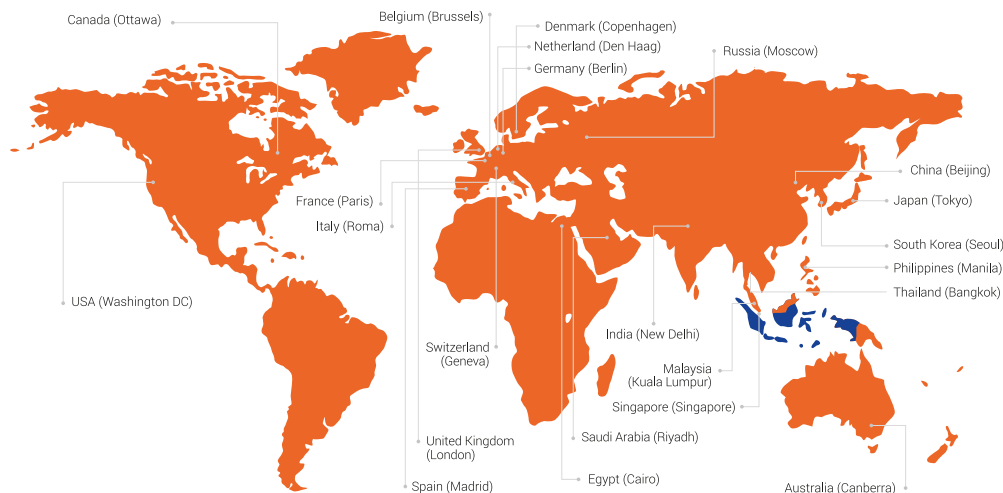 Canada (Ottawa)
Belgium (Brussels)
Denmark (Copenhagen)
Netherland (Den Haag)
Germany (Berlin)
Russia (Moscow)
China (Beijing)
France (Paris)
Japan (Tokyo)
Italy (Roma)
South Korea (Seoul)
Philippines (Manila)
USA (Washington DC)
Thailand (Bangkok)
India (New Delhi)
Switzerland
(Geneva)
Malaysia
(Kuala Lumpur)
Singapore (Singapore)
United Kingdom
(London)
Saudi Arabia (Riyadh)
Egypt (Cairo)
Spain (Madrid)
Australia (Canberra)